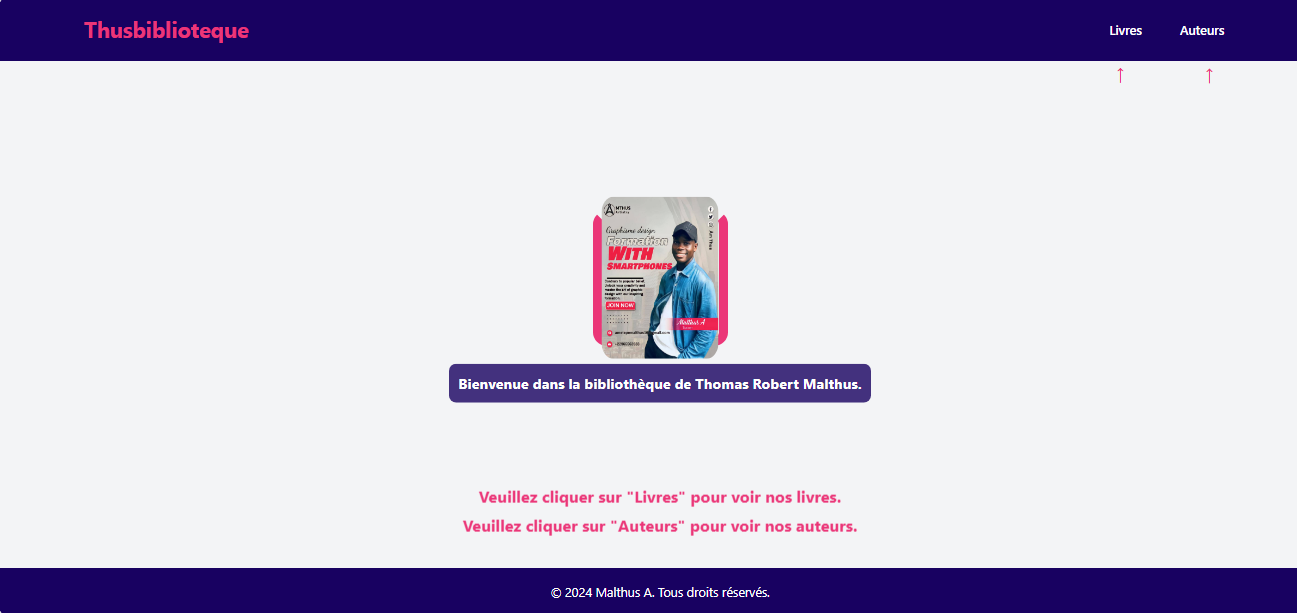 Thusbiblioteque
Livres
Auteurs
↑
↑
Graphisme design
Formation
WITH
SMARTPHONES
JOIN NOW
Malthus A
Bienvenue dans la bibliothèque de Thomas Robert Malthus.
Veuillez cliquer sur "Livres" pour voir nos livres.
Veuillez cliquer sur "Auteurs" pour voir nos auteurs.
© 2024 Malthus A. Tous droits réservés.